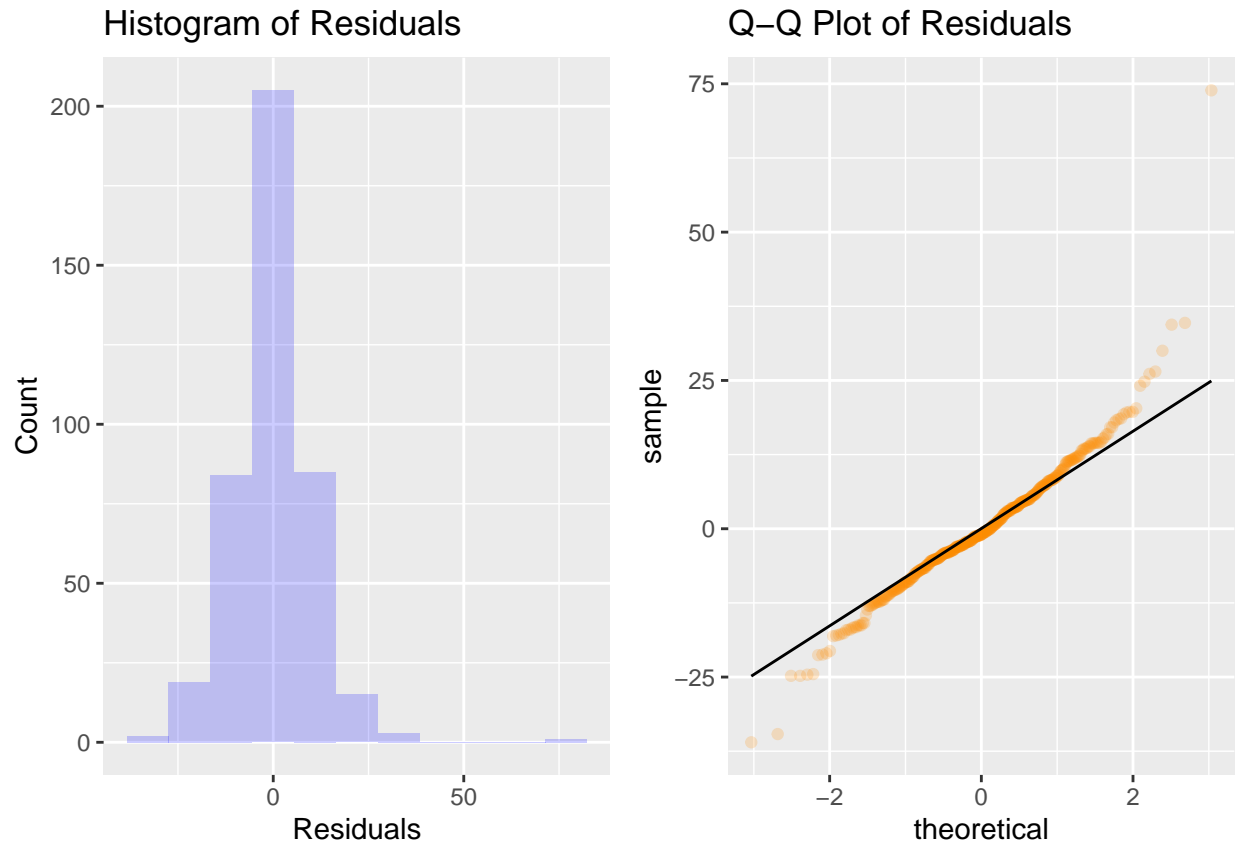 Histogram of Residuals
200
150
100
50
0
Count
0
50
Residuals
Q−Q Plot of Residuals
75
50
25
0
−25
sample
−2
0
2
theoretical